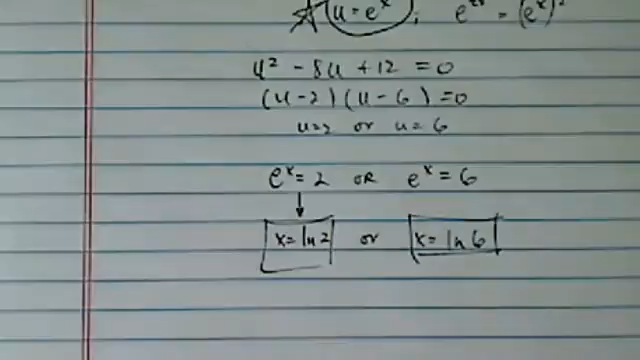 u = e^x ; e^2x = (e^x)^2
u² - 8u + 12 = 0
(u - 2)(u - 6) = 0
u=2 or u = 6
e^x = 2 OR e^x = 6
↓
x = ln 2 or x = ln 6